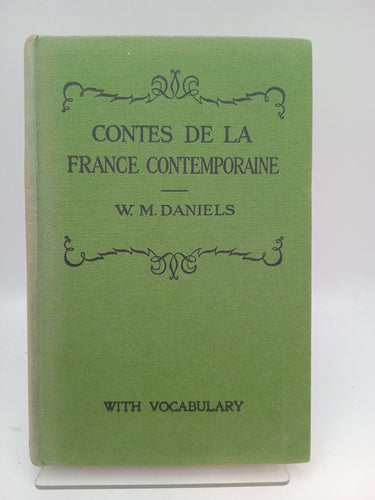 CONTES DE LA
FRANCE CONTEMPORAINE
W. M. DANIELS
WITH VOCABULARY